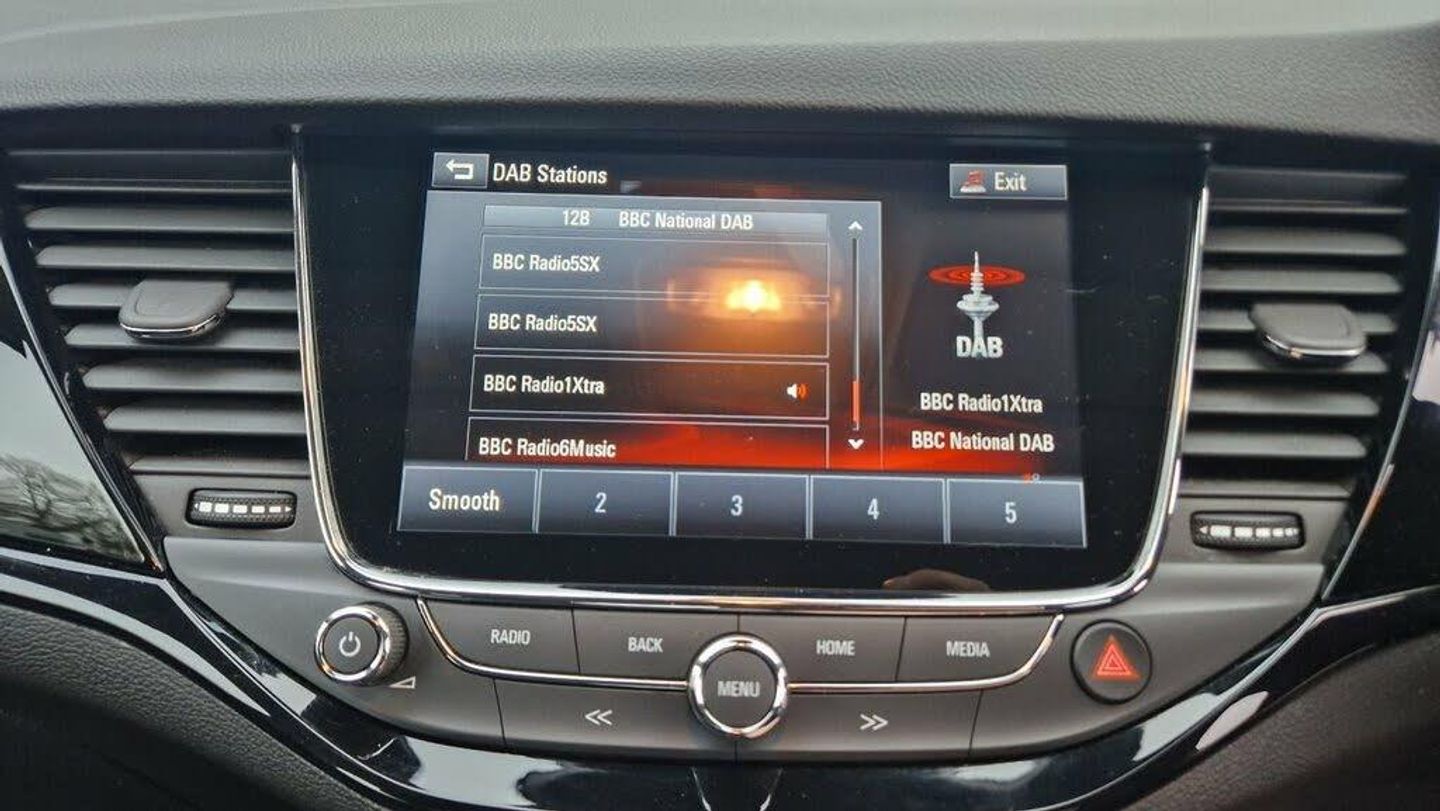 DAB Stations
Exit
12B BBC National DAB
BBC Radio5SX
BBC Radio5SX
BBC Radio1Xtra
BBC Radio6Music
DAB
BBC Radio1Xtra
BBC National DAB
Smooth 2 3 4 5
RADIO BACK HOME MEDIA
MENU